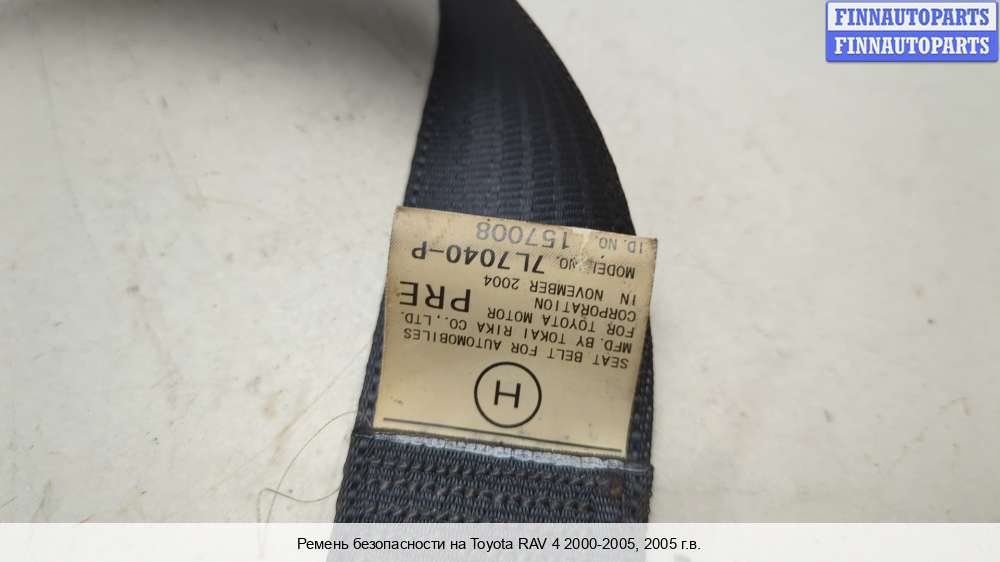 FINNAUTOPARTS
FINNAUTOPARTS
H
SEAT BELT FOR AUTOMOBILES
MFD. BY TOKAI RIKA CO., LTD.
FOR TOYOTA MOTOR
CORPORATION
PRE
IN NOVEMBER 2004
MODEL NO. 7L7040-P
ID. NO. 157008
Ремень безопасности на Toyota RAV 4 2000-2005, 2005 г.в.